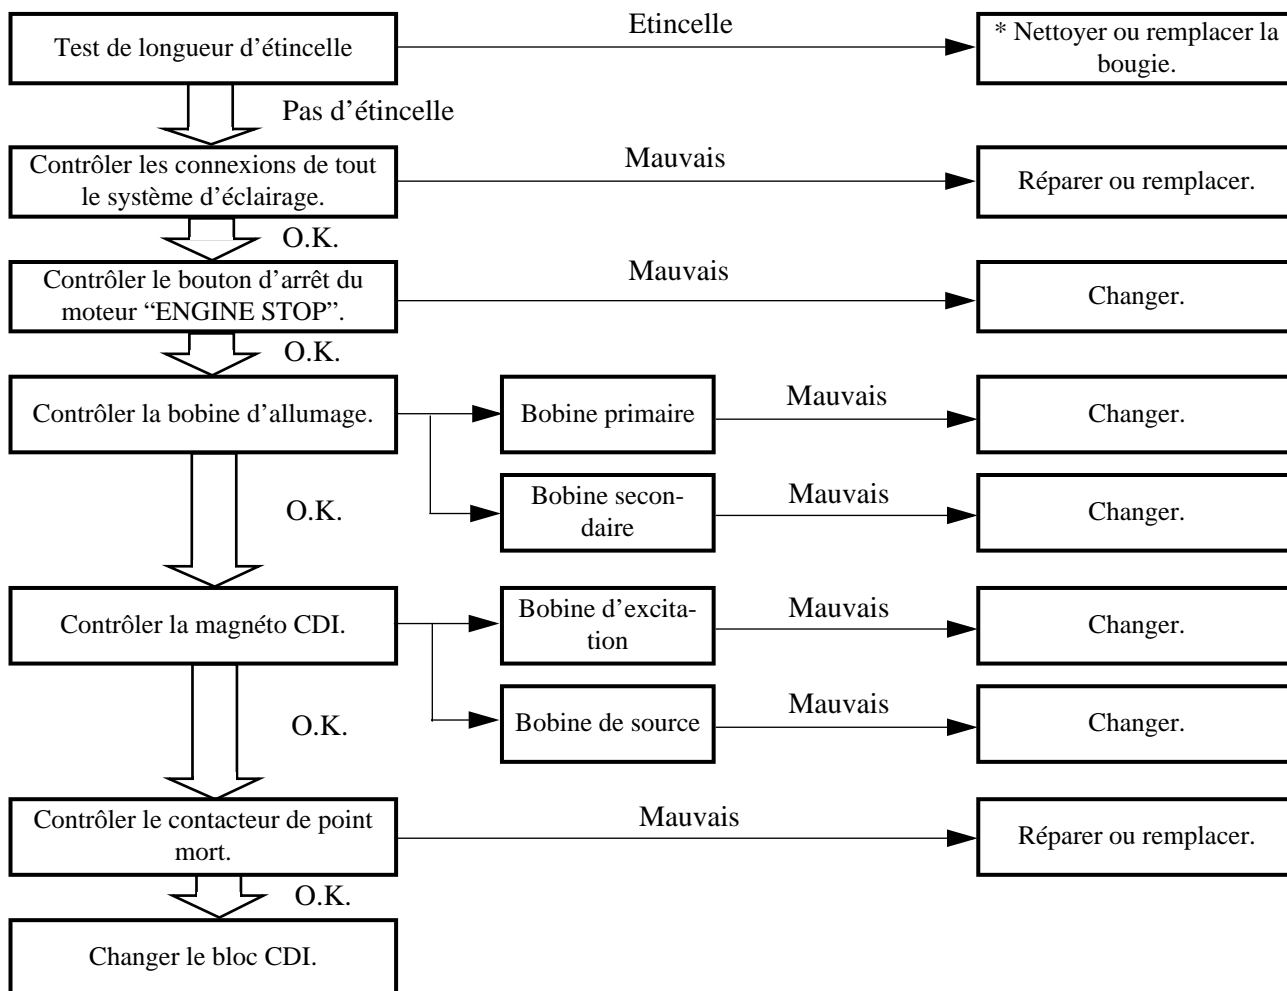 Test de longueur d’étincelle
Etincelle
* Nettoyer ou remplacer la
bougie.
Pas d’étincelle
Contrôler les connexions de tout
le système d’éclairage.
Mauvais
Réparer ou remplacer.
O.K.
Contrôler le bouton d’arrêt du
moteur “ENGINE STOP”.
Mauvais
Changer.
O.K.
Contrôler la bobine d’allumage.
Bobine primaire
Mauvais
Changer.
Bobine secon-
daire
Mauvais
Changer.
O.K.
Contrôler la magnéto CDI.
Bobine d’excita-
tion
Mauvais
Changer.
Bobine de source
Mauvais
Changer.
O.K.
Contrôler le contacteur de point
mort.
Mauvais
Réparer ou remplacer.
O.K.
Changer le bloc CDI.